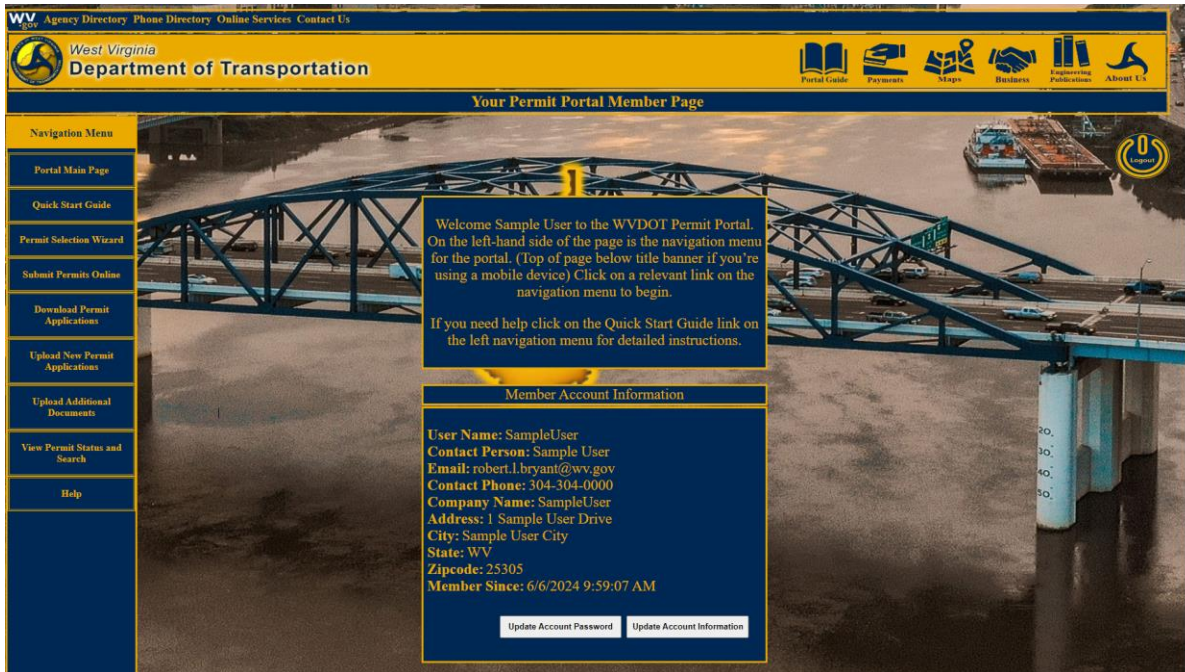 WV.gov Agency Directory Phone Directory Online Services Contact Us
West Virginia
Department of Transportation
Portal Guide
Payments
Maps
Business
Engineering
Publications
About Us
Your Permit Portal Member Page
Navigation Menu
Portal Main Page
Quick Start Guide
Permit Selection Wizard
Submit Permits Online
Download Permit
Applications
Upload New Permit
Applications
Upload Additional
Documents
View Permit Status and
Search
Help
Logout
Welcome Sample User to the WVDOT Permit Portal.
On the left-hand side of the page is the navigation menu
for the portal. (Top of page below title banner if you're
using a mobile device) Click on a relevant link on the
navigation menu to begin.
If you need help click on the Quick Start Guide link on
the left navigation menu for detailed instructions.
Member Account Information
User Name: SampleUser
Contact Person: Sample User
Email: robert.l.bryant@wv.gov
Contact Phone: 304-304-0000
Company Name: SampleUser
Address: 1 Sample User Drive
City: Sample User City
State: WV
Zipcode: 25305
Member Since: 6/6/2024 9:59:07 AM
Update Account Password Update Account Information
20
30
40
50